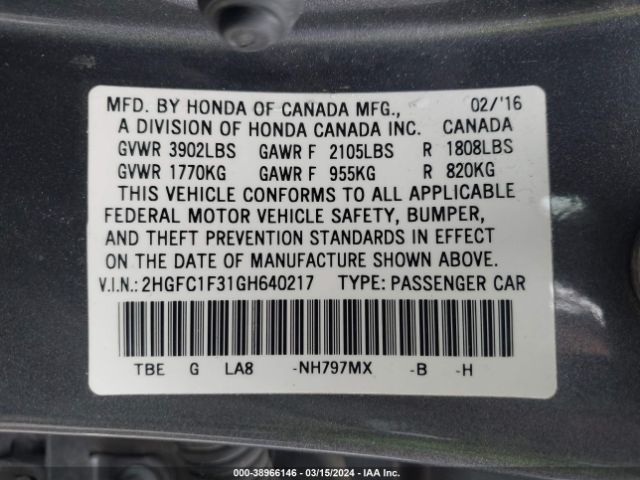 MFD. BY HONDA OF CANADA MFG., 02/'16
A DIVISION OF HONDA CANADA INC. CANADA
GVWR 3902LBS GAWR F 2105LBS R 1808LBS
GVWR 1770KG GAWR F 955KG R 820KG
THIS VEHICLE CONFORMS TO ALL APPLICABLE
FEDERAL MOTOR VEHICLE SAFETY, BUMPER,
AND THEFT PREVENTION STANDARDS IN EFFECT
ON THE DATE OF MANUFACTURE SHOWN ABOVE.
V.I.N.: 2HGFC1F31GH640217 TYPE: PASSENGER CAR
TBE G LA8 -NH797MX -B -H
000-38966146 - 03/15/2024 - IAA Inc.